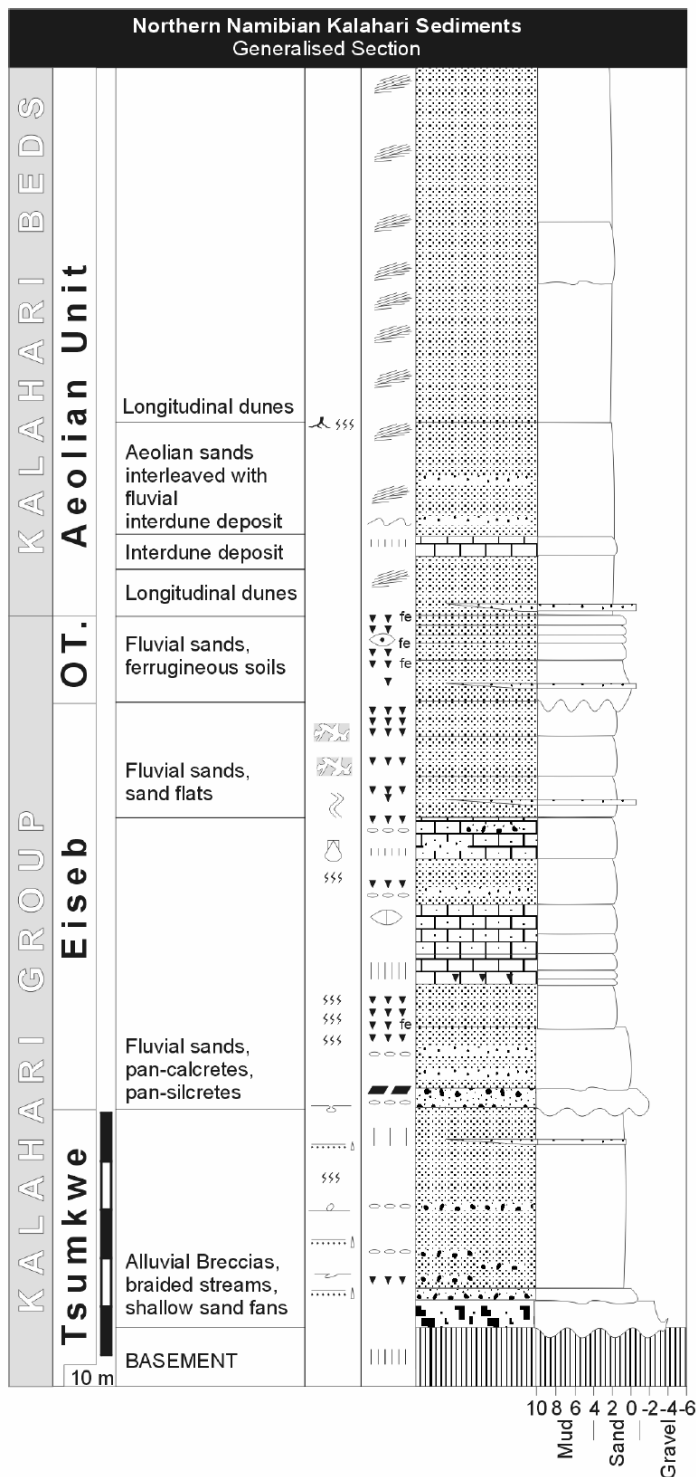 Northern Namibian Kalahari Sediments
Generalised Section
KALAHARI BEDS
Aeolian Unit
Longitudinal dunes
Aeolian sands
interleaved with
fluvial
interdune deposit
Interdune deposit
Longitudinal dunes
KALAHARI GROUP
OT.
Fluvial sands,
ferrugineous soils
fe
fe
fe
Eiseb
Fluvial sands,
sand flats
fe
Fluvial sands,
pan-calcretes,
pan-silcretes
Tsumkwe
Alluvial Breccias,
braided streams,
shallow sand fans
BASEMENT
10 m
10 8 6 4 2 0 -2 -4 -6
Mud
Sand
Gravel